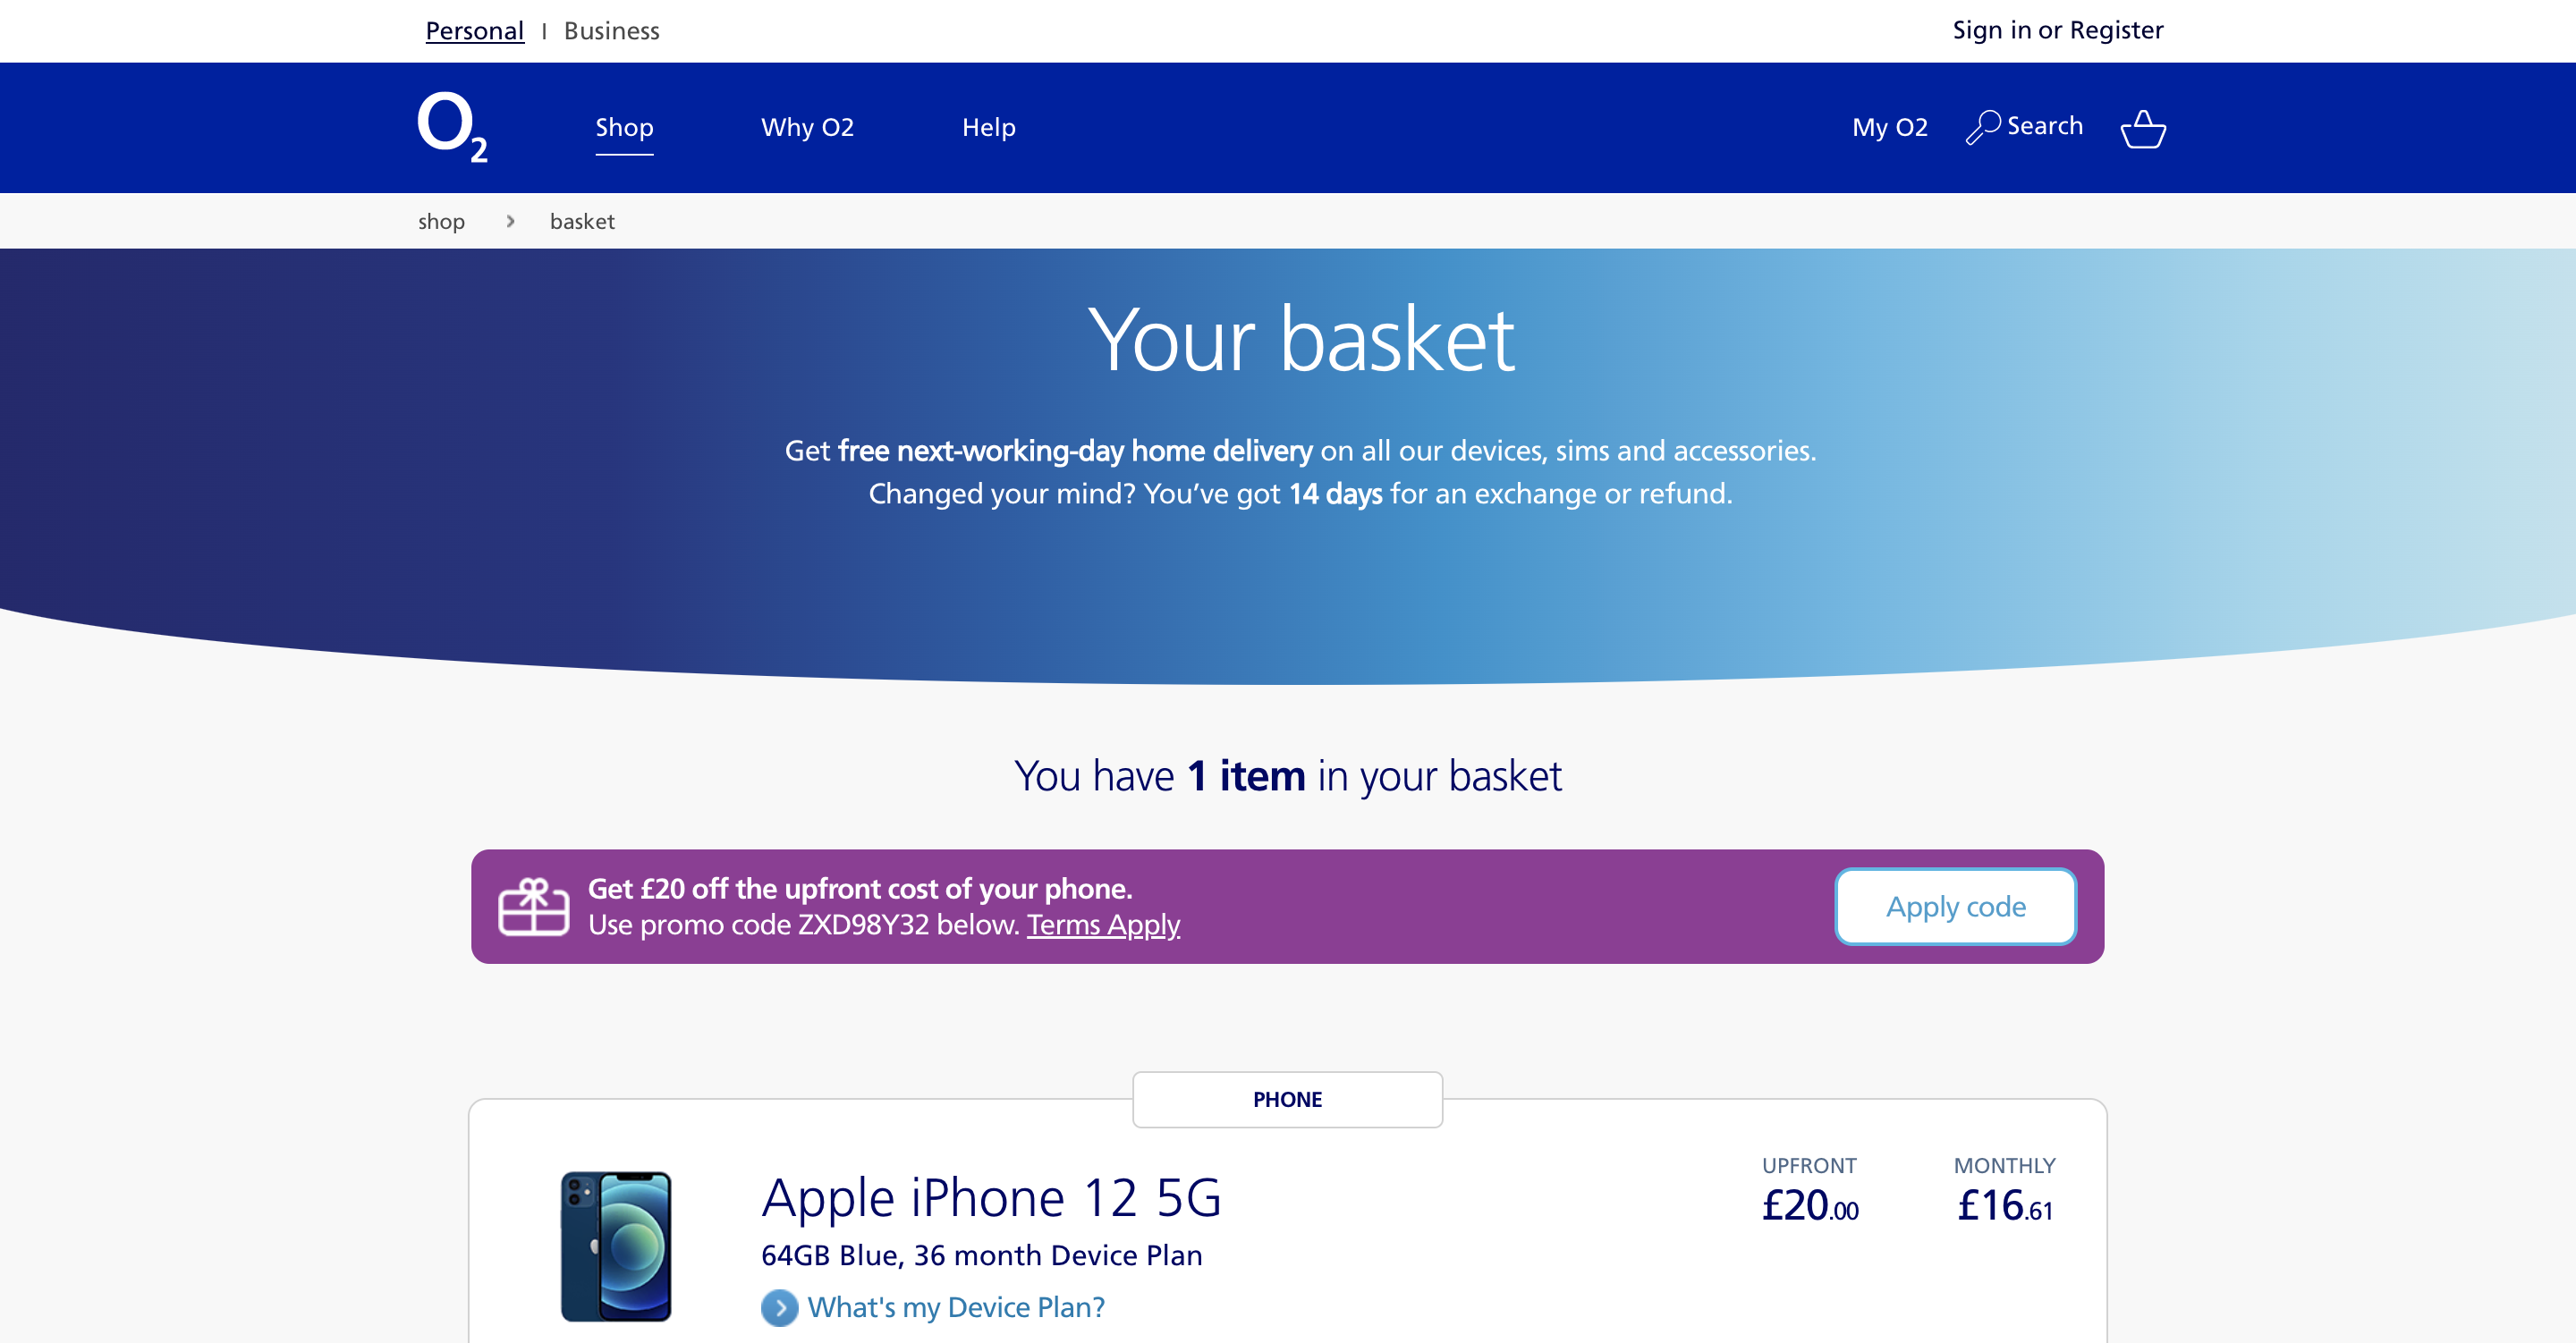 Personal | Business
Sign in or Register
O2
Shop
Why O2
Help
My O2
Search
shop > basket
Your basket
Get free next-working-day home delivery on all our devices, sims and accessories.
Changed your mind? You’ve got 14 days for an exchange or refund.
You have 1 item in your basket
Get £20 off the upfront cost of your phone.
Use promo code ZXD98Y32 below. Terms Apply
Apply code
PHONE
Apple iPhone 12 5G
64GB Blue, 36 month Device Plan
What's my Device Plan?
UPFRONT
£20.00
MONTHLY
£16.61